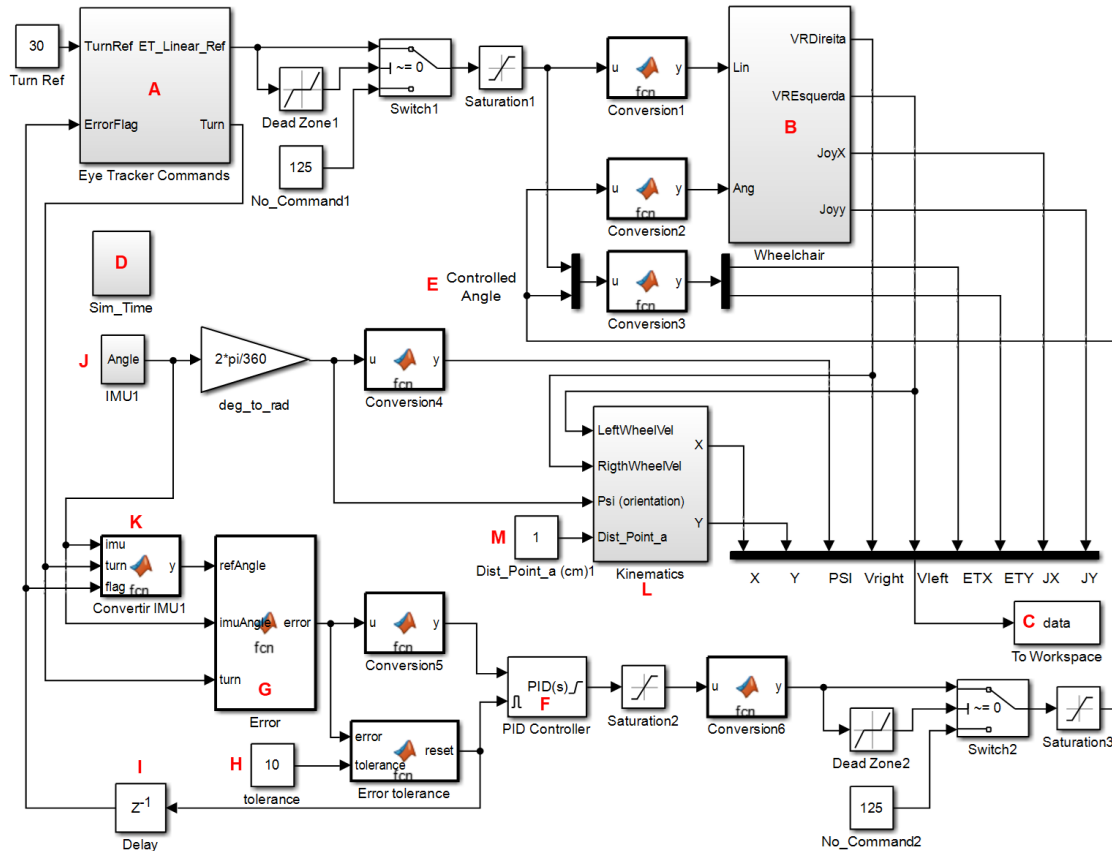 30
Turn Ref
TurnRef
ET_Linear_Ref
A
ErrorFlag
Turn
Eye Tracker Commands
Dead Zone1
~= 0
Switch1
125
No_Command1
Saturation1
u
y
fcn
Conversion1
u
y
fcn
Conversion2
E
Controlled
Angle
u
y
fcn
Conversion3
VRDireita
Lin
VREsquerda
B
JoyX
Ang
Joyy
Wheelchair
D
Sim_Time
J
Angle
IMU1
2*pi/360
deg_to_rad
u
y
fcn
Conversion4
LeftWheelVel
X
RigthWheelVel
Psi (orientation)
Y
Dist_Point_a
Kinematics
L
M
1
Dist_Point_a (cm)1
X Y PSI Vright Vleft ETX ETY JX JY
C
data
To Workspace
K
imu
turn
y
flag
fcn
Convertir IMU1
refAngle
imuAngle
error
fcn
turn
G
Error
u
y
fcn
Conversion5
H
10
tolerance
error
reset
tolerance
fcn
Error tolerance
I
Z-1
Delay
PID(s)
F
PID Controller
Saturation2
u
y
fcn
Conversion6
Dead Zone2
~= 0
Switch2
125
No_Command2
Saturation3